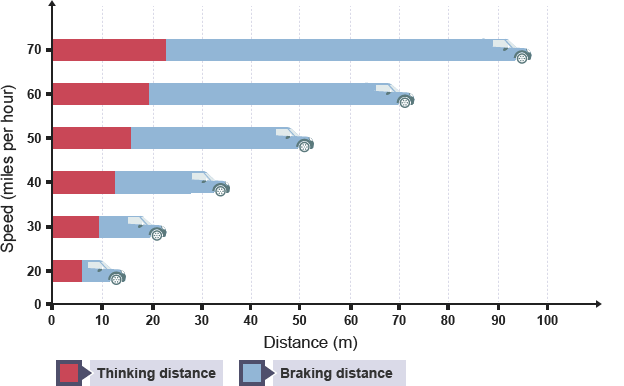 Speed (miles per hour)
70
60
50
40
30
20
0
0 10 20 30 40 50 60 70 80 90 100
Distance (m)
Thinking distance Braking distance